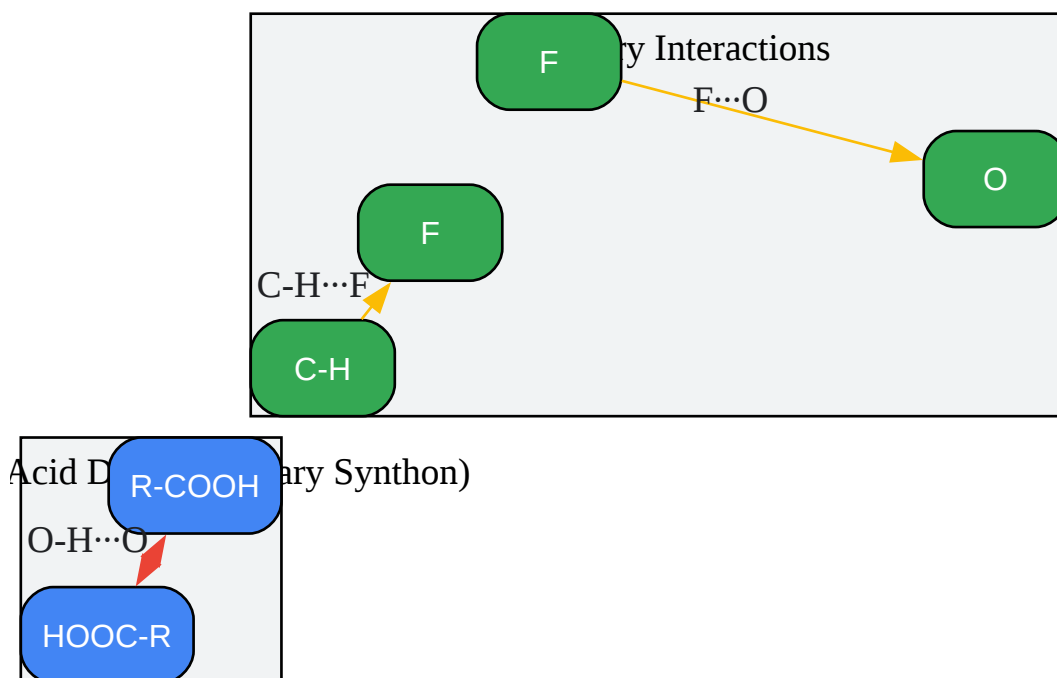 F
ry Interactions
F···O
O
F
C-H···F
C-H
Acid D
R-COOH
ary Synthon)
O-H···O
HOOC-R